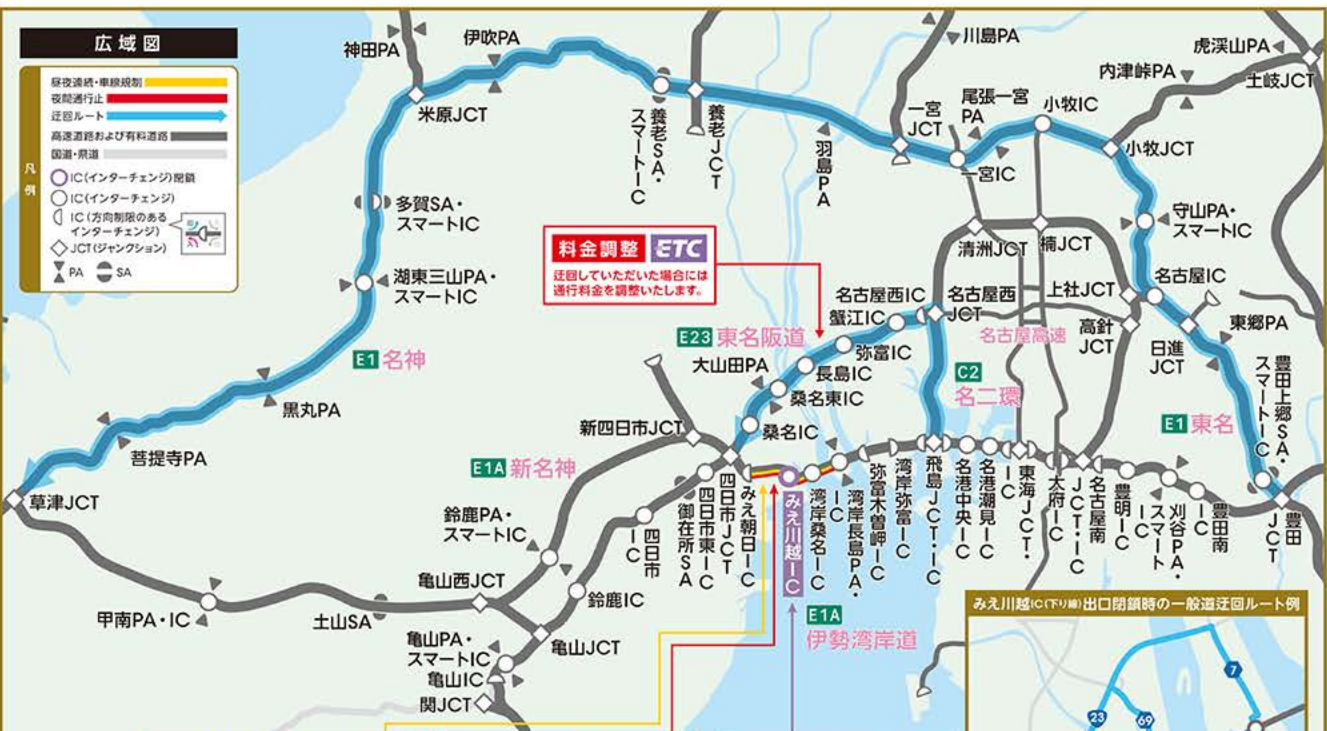 広域図
凡例
昼夜連続・車線規制
夜間通行止
迂回ルート
高速道路および有料道路
国道・県道
IC(インターチェンジ)閉鎖
IC(インターチェンジ)
IC(方向制限のある
インターチェンジ)
JCT(ジャンクション)
PA
SA
神田PA
伊吹PA
米原JCT
養老SA・
スマートIC
養老JCT
羽島PA
川島PA
一宮
JCT
一宮IC
尾張一宮
PA
小牧IC
内津峠PA
虎渓山PA
土岐JCT
小牧JCT
守山PA・
スマートIC
多賀SA・
スマートIC
湖東三山PA・
スマートIC
E1 名神
黒丸PA
菩提寺PA
草津JCT
料金調整 ETC
迂回していただいた場合には
通行料金を調整いたします。
清洲JCT
楠JCT
名古屋IC
上社JCT
高針
JCT
日進
JCT
東郷PA
名古屋高速
名古屋西IC
名古屋西
JCT
蟹江IC
弥富IC
E23 東名阪道
長島IC
大山田PA
桑名東IC
桑名IC
C2
名二環
E1 東名
豊田上郷SA・
スマートIC
豊田
JCT
新四日市JCT
E1A 新名神
鈴鹿PA・
スマートIC
四日市
IC
御在所SA
四日市東IC
四日市JCT
みえ朝日IC
みえ川越IC
湾岸桑名IC
湾岸長島PA・
IC
弥富木曽岬IC
湾岸弥富IC
飛島JCT・IC
名港中央IC
名港潮見IC
東海JCT・
IC
大府IC
名古屋南
JCT・IC
豊明IC
刈谷PA・
スマート
IC
豊田南
IC
E1A
伊勢湾岸道
亀山西JCT
鈴鹿IC
甲南PA・IC
土山SA
亀山JCT
亀山PA・
スマートIC
亀山IC
関JCT
みえ川越IC(下り線)出口閉鎖時の一般道迂回ルート例
7
23
69